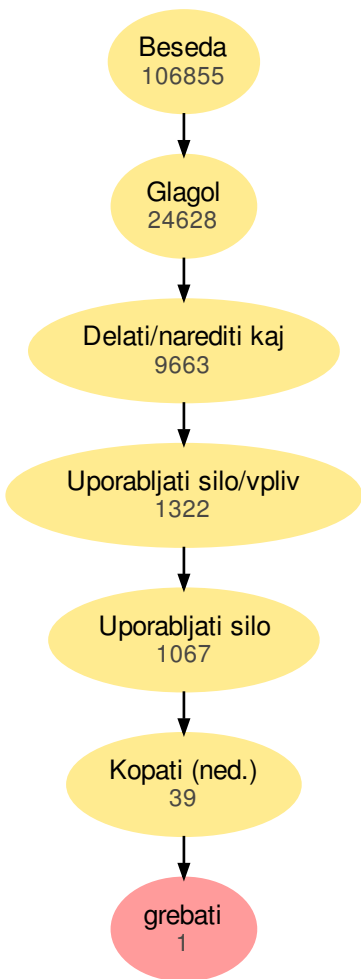 Beseda
106855
Glagol
24628
Delati/narediti kaj
9663
Uporabljati silo/vpliv
1322
Uporabljati silo
1067
Kopati (ned.)
39
grebati
1